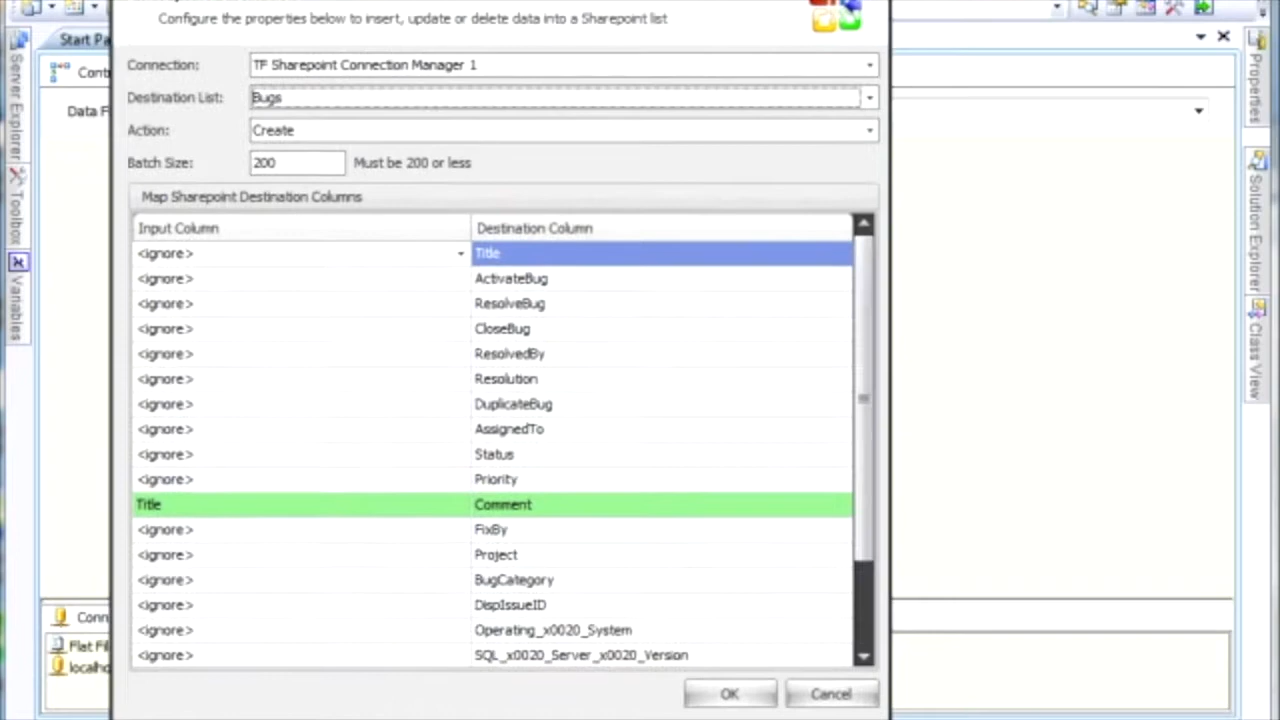 Configure the properties below to insert, update or delete data into a Sharepoint list
Start Pa
Cont
Data F
Server Explorer
Toolbox
Variables
Properties
Solution Explorer
Class View
Connection: TF Sharepoint Connection Manager 1
Destination List: Bugs
Action: Create
Batch Size: 200 Must be 200 or less
Map Sharepoint Destination Columns
Input Column Destination Column
<ignore> Title
<ignore> ActivateBug
<ignore> ResolveBug
<ignore> CloseBug
<ignore> ResolvedBy
<ignore> Resolution
<ignore> DuplicateBug
<ignore> AssignedTo
<ignore> Status
<ignore> Priority
Title Comment
<ignore> FixBy
<ignore> Project
<ignore> BugCategory
<ignore> DispIssueID
<ignore> Operating_x0020_System
<ignore> SQL_x0020_Server_x0020_Version
Conn
Flat Fil
localho
OK Cancel